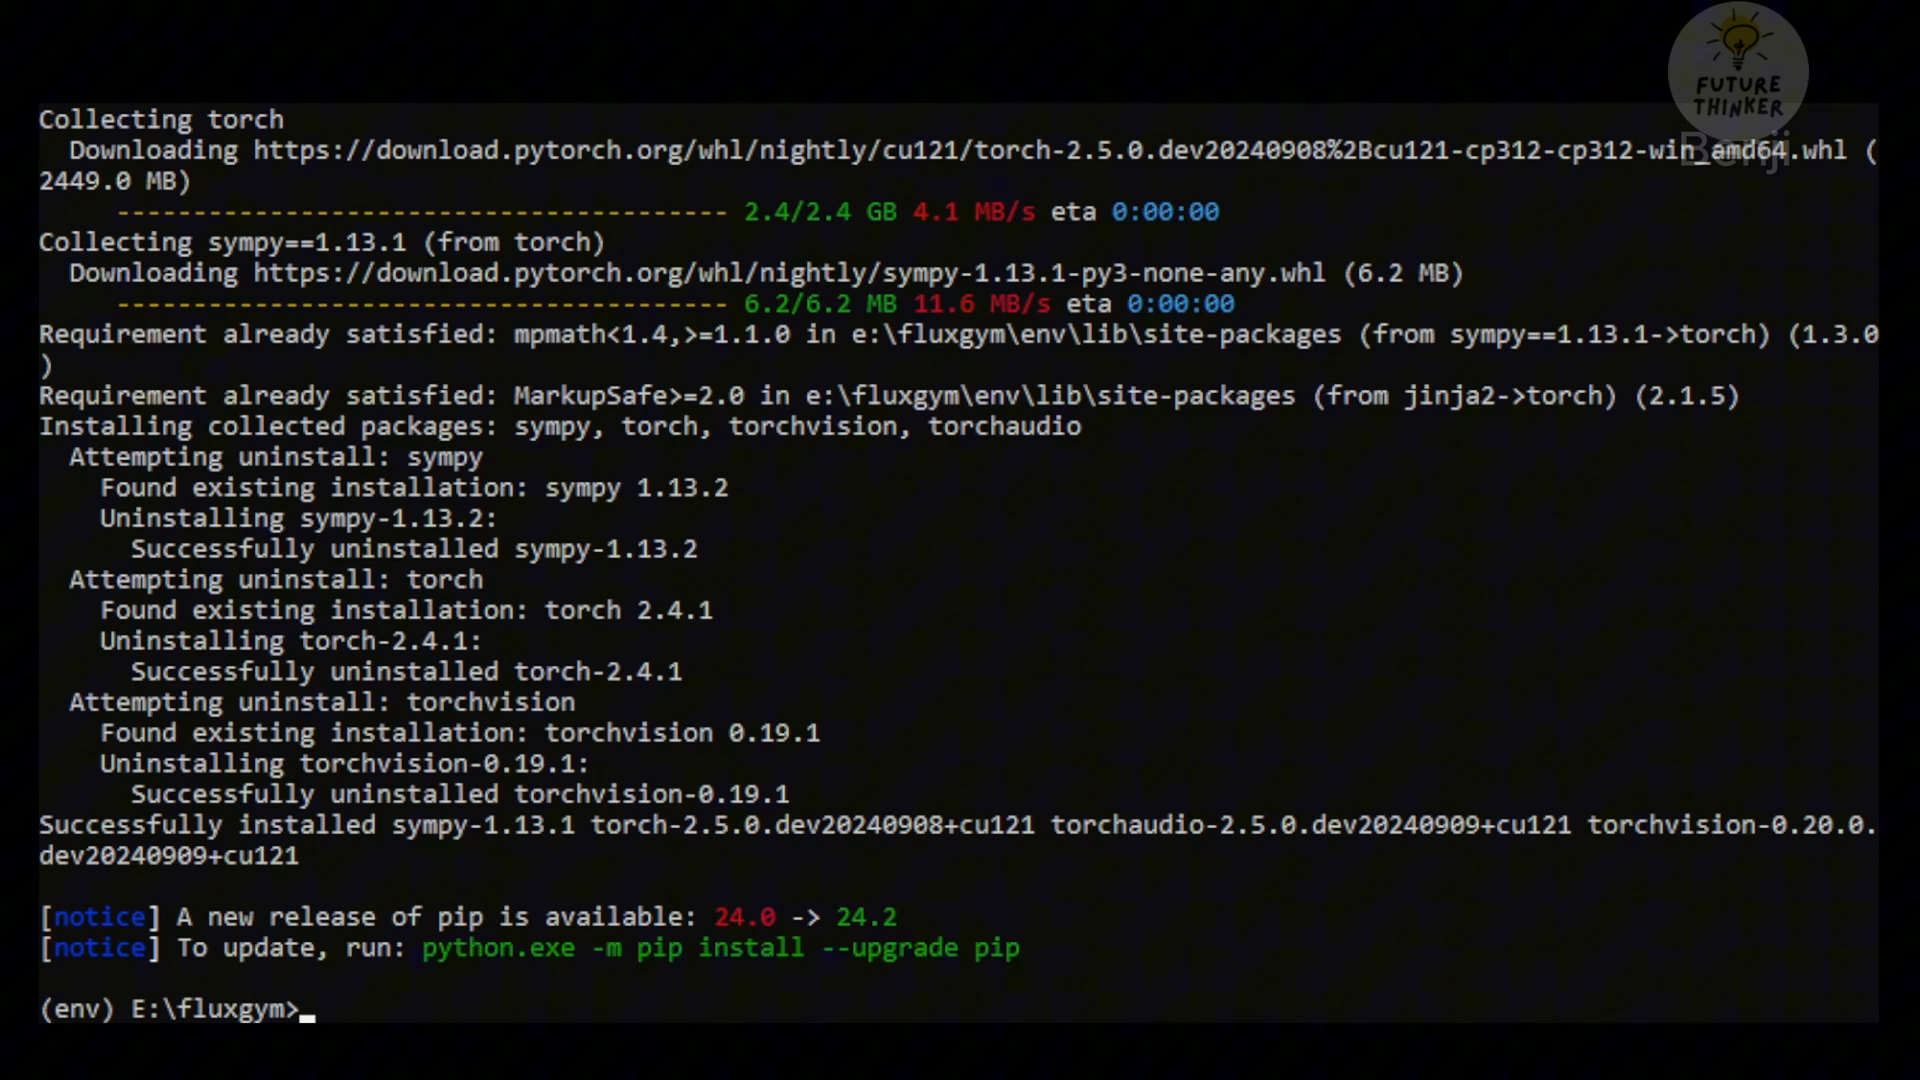 FUTURE
THINKER
Benji
Collecting torch
  Downloading https://download.pytorch.org/whl/nightly/cu121/torch-2.5.0.dev20240908%2Bcu121-cp312-cp312-win_amd64.whl (
2449.0 MB)
     ---------------------------------------- 2.4/2.4 GB 4.1 MB/s eta 0:00:00
Collecting sympy==1.13.1 (from torch)
  Downloading https://download.pytorch.org/whl/nightly/sympy-1.13.1-py3-none-any.whl (6.2 MB)
     ---------------------------------------- 6.2/6.2 MB 11.6 MB/s eta 0:00:00
Requirement already satisfied: mpmath<1.4,>=1.1.0 in e:\fluxgym\env\lib\site-packages (from sympy==1.13.1->torch) (1.3.0
)
Requirement already satisfied: MarkupSafe>=2.0 in e:\fluxgym\env\lib\site-packages (from jinja2->torch) (2.1.5)
Installing collected packages: sympy, torch, torchvision, torchaudio
  Attempting uninstall: sympy
    Found existing installation: sympy 1.13.2
    Uninstalling sympy-1.13.2:
      Successfully uninstalled sympy-1.13.2
  Attempting uninstall: torch
    Found existing installation: torch 2.4.1
    Uninstalling torch-2.4.1:
      Successfully uninstalled torch-2.4.1
  Attempting uninstall: torchvision
    Found existing installation: torchvision 0.19.1
    Uninstalling torchvision-0.19.1:
      Successfully uninstalled torchvision-0.19.1
Successfully installed sympy-1.13.1 torch-2.5.0.dev20240908+cu121 torchaudio-2.5.0.dev20240909+cu121 torchvision-0.20.0.
dev20240909+cu121
[notice] A new release of pip is available: 24.0 -> 24.2
[notice] To update, run: python.exe -m pip install --upgrade pip
(env) E:\fluxgym>